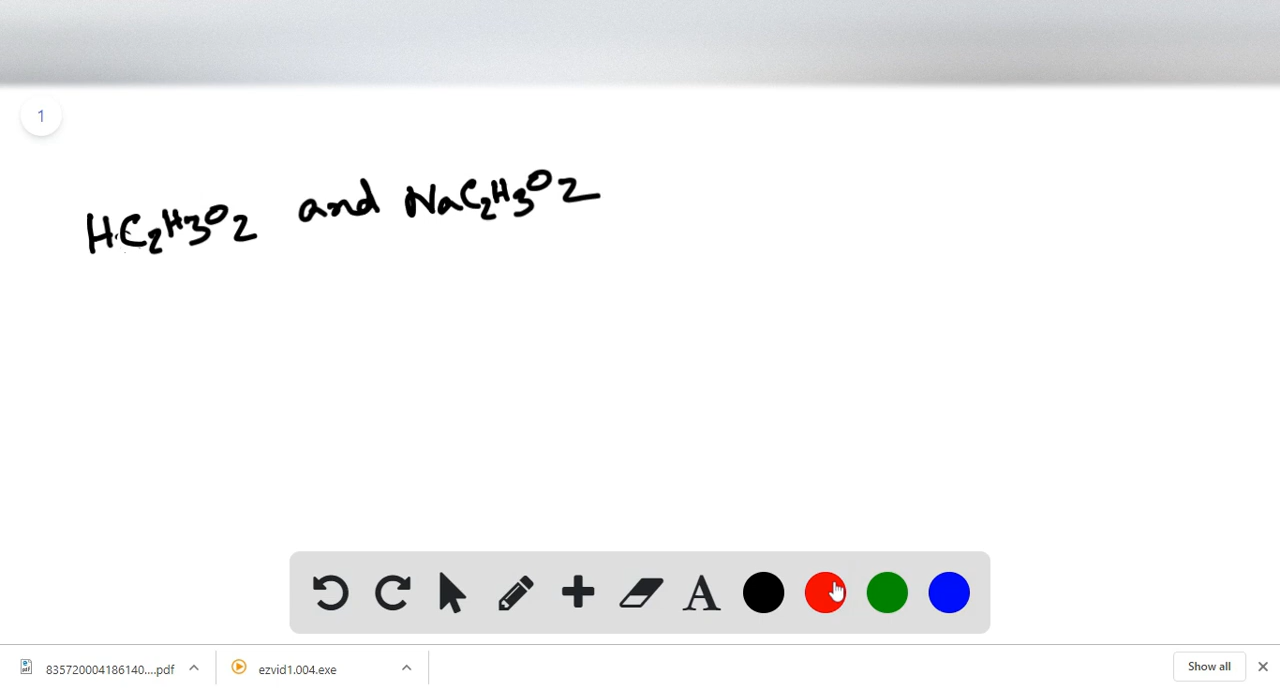 1
HC2H3O2 and NaC2H3O2
A
835720004186140....pdf
ezvid1.004.exe
Show all